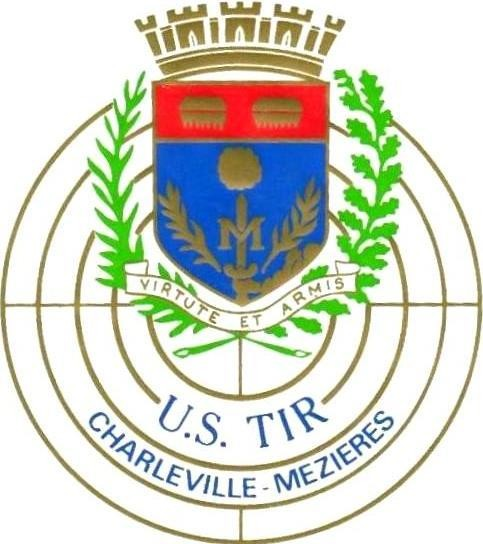 M
VIRTUTE ET ARMIS
U.S. TIR
CHARLEVILLE-MEZIERES